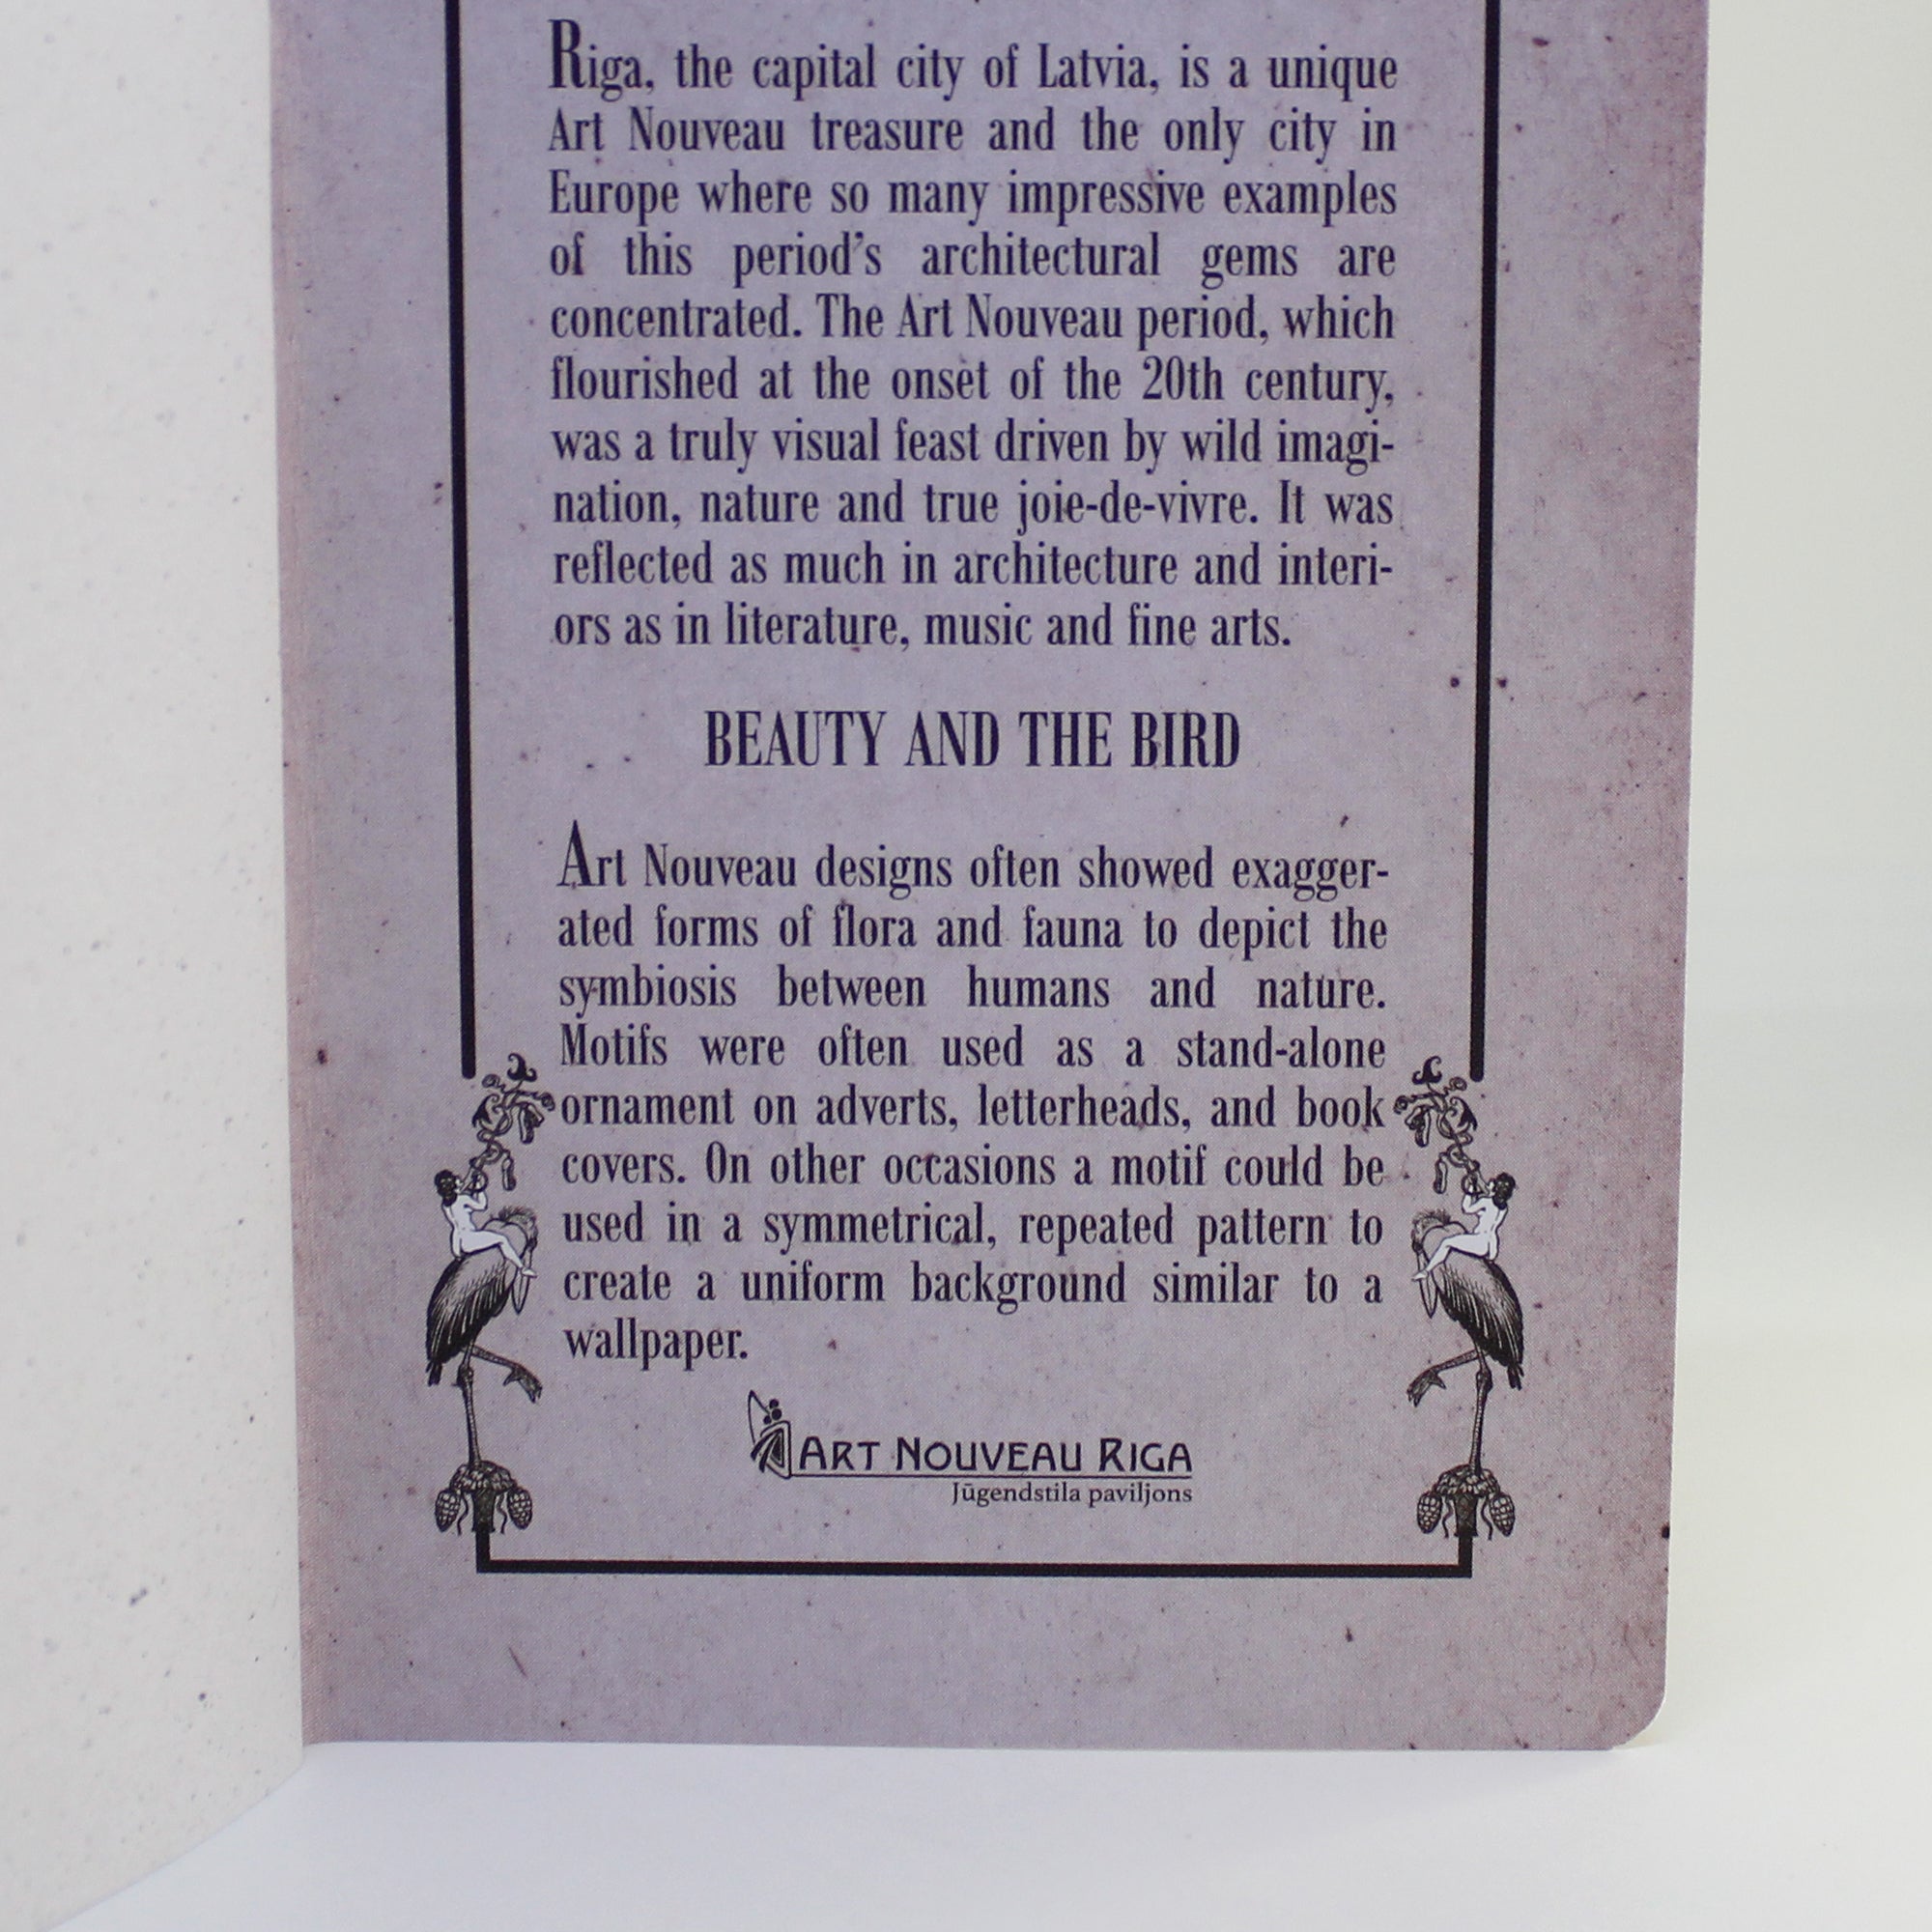 Riga, the capital city of Latvia, is a unique
Art Nouveau treasure and the only city in
Europe where so many impressive examples
of this period's architectural gems are
concentrated. The Art Nouveau period, which
flourished at the onset of the 20th century,
was a truly visual feast driven by wild imagi-
nation, nature and true joie-de-vivre. It was
reflected as much in architecture and interi-
ors as in literature, music and fine arts.
BEAUTY AND THE BIRD
Art Nouveau designs often showed exagger-
ated forms of flora and fauna to depict the
symbiosis between humans and nature.
Motifs were often used as a stand-alone
ornament on adverts, letterheads, and book
covers. On other occasions a motif could be
used in a symmetrical, repeated pattern to
create a uniform background similar to a
wallpaper.
ART NOUVEAU RIGA
Jūgendstila paviljons